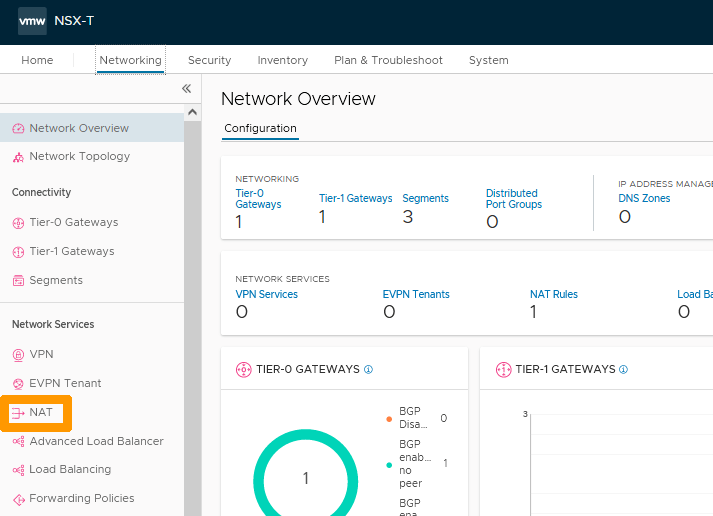 vmw NSX-T
Home Networking Security Inventory Plan & Troubleshoot System
«
Network Overview
Network Topology
Connectivity
Tier-0 Gateways
Tier-1 Gateways
Segments
Network Services
VPN
EVPN Tenant
NAT
Advanced Load Balancer
Load Balancing
Forwarding Policies
Network Overview
Configuration
NETWORKING
Tier-0
Gateways
1
Tier-1 Gateways
1
Segments
3
Distributed
Port Groups
0
IP ADDRESS MANAGE
DNS Zones
0
NETWORK SERVICES
VPN Services
0
EVPN Tenants
0
NAT Rules
1
Load Ba
0
TIER-0 GATEWAYS
1
BGP
Disa...
0
BGP
enab...
no
peer
1
BGP
ena
TIER-1 GATEWAYS
3